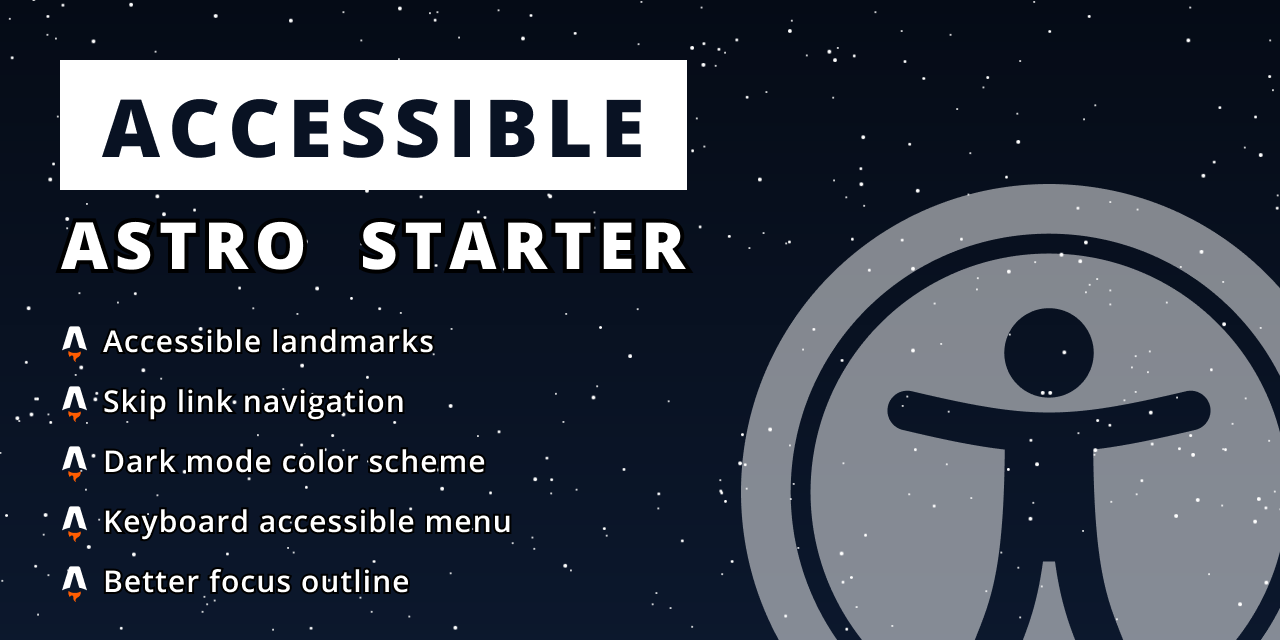 ACCESSIBLE
ASTRO STARTER
Accessible landmarks
Skip link navigation
Dark mode color scheme
Keyboard accessible menu
Better focus outline